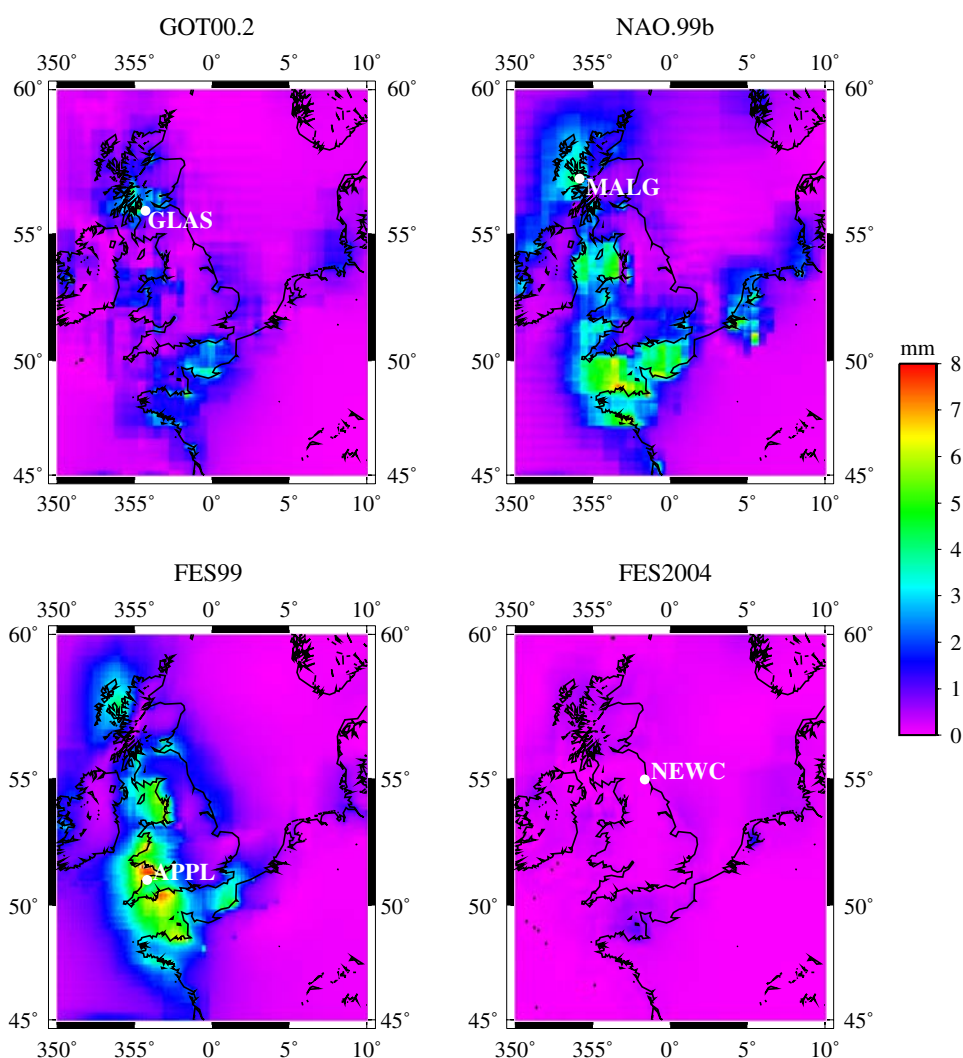 GOT00.2
NAO.99b
350˚ 355˚ 0˚ 5˚ 10˚
350˚ 355˚ 0˚ 5˚ 10˚
60˚ 60˚ 60˚ 60˚
GLAS
MALG
55˚ 55˚ 55˚ 55˚
50˚ 50˚ 50˚ 50˚
45˚ 45˚ 45˚ 45˚
350˚ 355˚ 0˚ 5˚ 10˚
350˚ 355˚ 0˚ 5˚ 10˚
mm
8
7
6
5
4
3
2
1
0
FES99
FES2004
350˚ 355˚ 0˚ 5˚ 10˚
350˚ 355˚ 0˚ 5˚ 10˚
60˚ 60˚ 60˚ 60˚
55˚ 55˚ 55˚ 55˚
NEWC
APPL
50˚ 50˚ 50˚ 50˚
45˚ 45˚ 45˚ 45˚
350˚ 355˚ 0˚ 5˚ 10˚
350˚ 355˚ 0˚ 5˚ 10˚